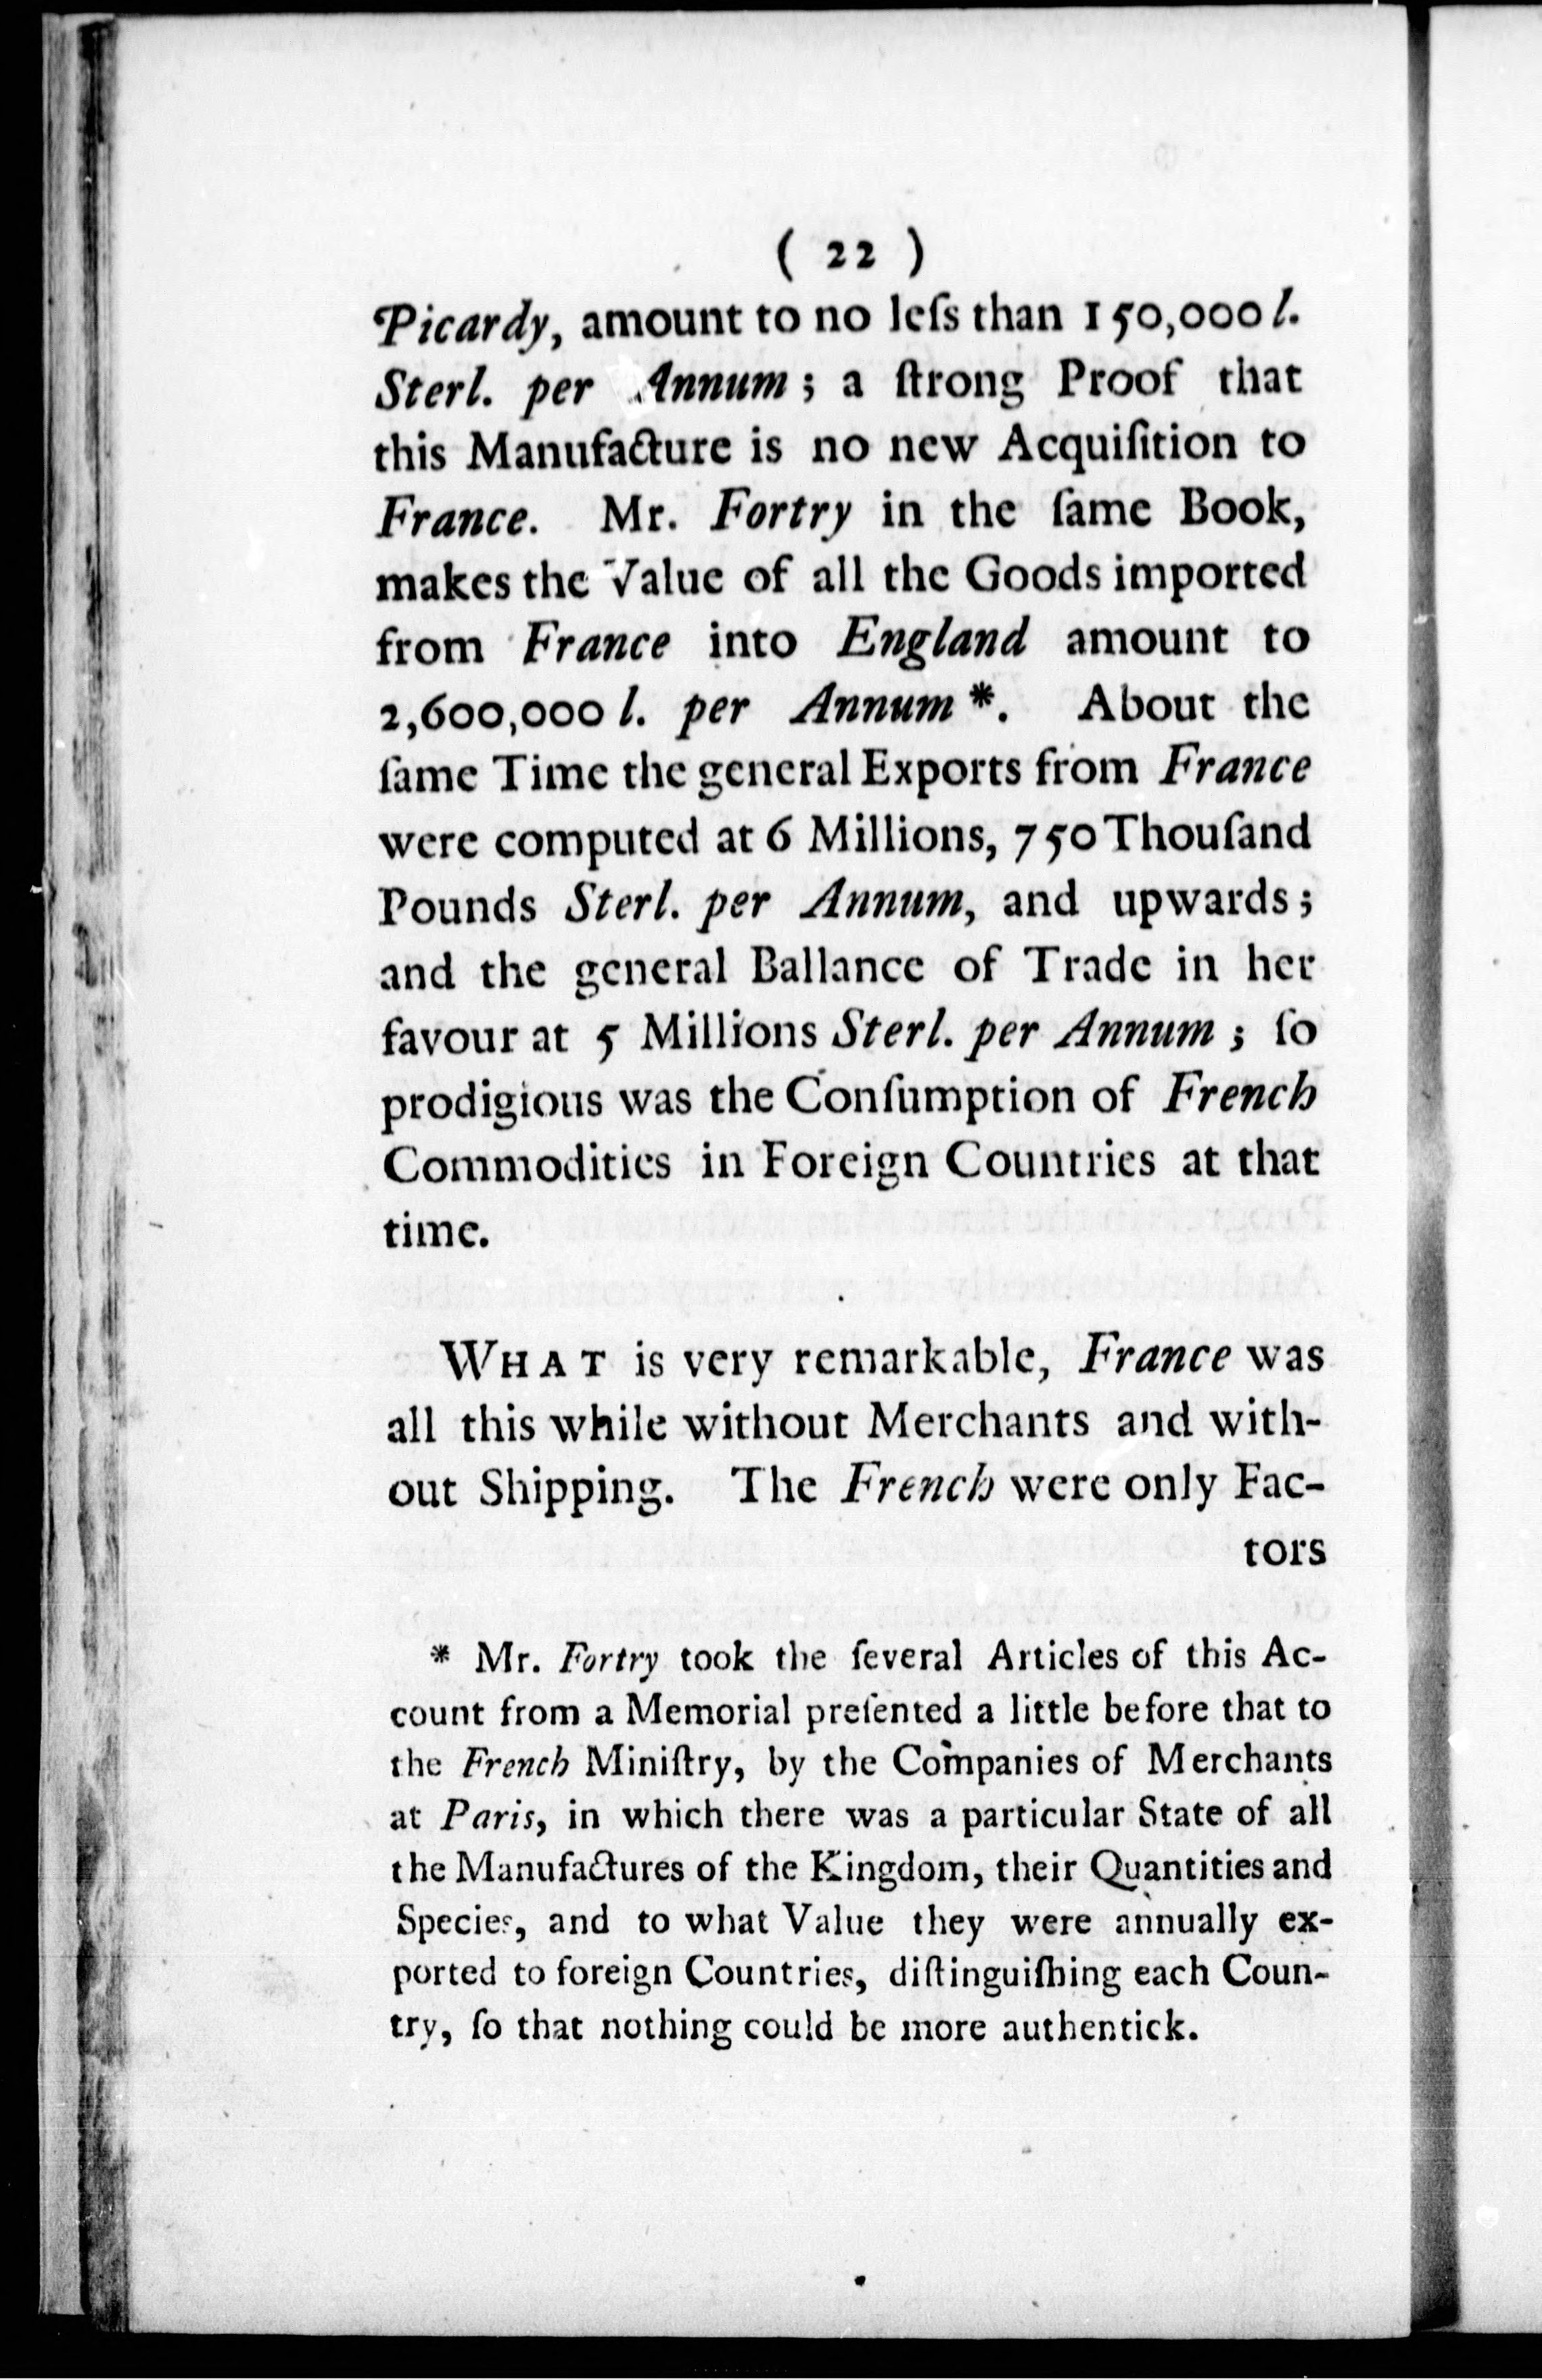 ( 22 )
Picardy, amount to no leſs than 150,000 l.
Sterl. per Annum ; a ſtrong Proof that
this Manufacture is no new Acquiſition to
France. Mr. Fortry in the ſame Book,
makes the Value of all the Goods imported
from France into England amount to
2,600,000 l. per Annum *. About the
ſame Time the general Exports from France
were computed at 6 Millions, 750 Thouſand
Pounds Sterl. per Annum, and upwards ;
and the general Ballance of Trade in her
favour at 5 Millions Sterl. per Annum ; ſo
prodigious was the Conſumption of French
Commodities in Foreign Countries at that
time.
WHAT is very remarkable, France was
all this while without Merchants and with-
out Shipping. The French were only Fac-
tors
* Mr. Fortry took the ſeveral Articles of this Ac-
count from a Memorial preſented a little before that to
the French Miniſtry, by the Companies of Merchants
at Paris, in which there was a particular State of all
the Manufactures of the Kingdom, their Quantities and
Species, and to what Value they were annually ex-
ported to foreign Countries, diſtinguiſhing each Coun-
try, ſo that nothing could be more authentick.